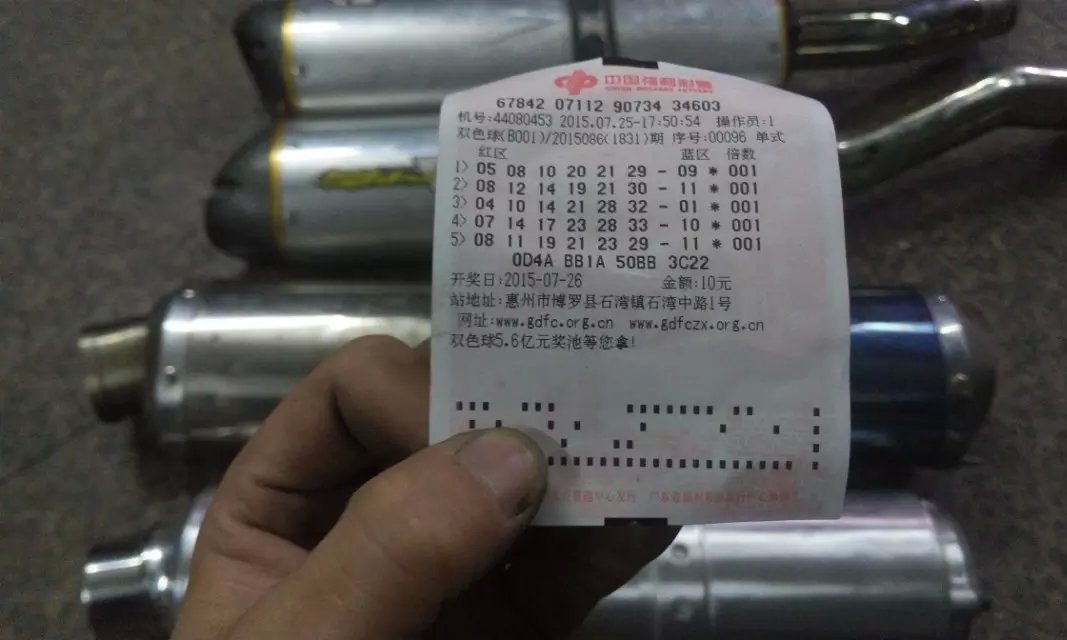 中国福利彩票
67842 07112 90734 34603
机号:44080453 2015.07.25-17:50:54 操作员:1
双色球(B001)/2015086(1831)期 序号:00096 单式
红区 蓝区 倍数
1> 05 08 10 20 21 29 - 09 * 001
2> 08 12 14 19 21 30 - 11 * 001
3> 04 10 14 21 28 32 - 01 * 001
4> 07 14 17 23 28 33 - 10 * 001
5> 08 11 19 21 23 29 - 11 * 001
0D4A BB1A 50BB 3C22
开奖日:2015-07-26 金额:10元
站地址:惠州市博罗县石湾镇石湾中路1号
网址:www.gdfc.org.cn www.gdfczx.org.cn
双色球5.6亿元奖池等您拿!
管理中心发行